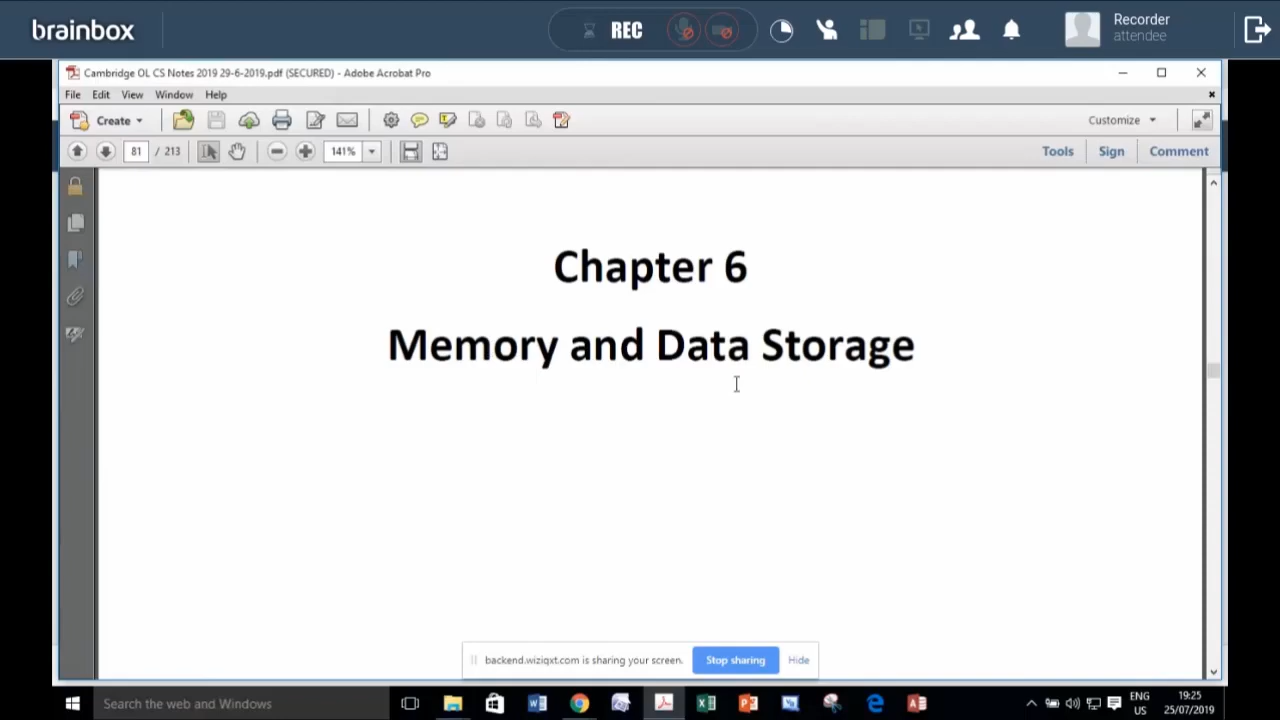 brainbox
REC
Recorder
attendee
Cambridge OL CS Notes 2019 29-6-2019.pdf (SECURED) - Adobe Acrobat Pro
File Edit View Window Help
Create
Customize
81 / 213
141%
Tools Sign Comment
Chapter 6
Memory and Data Storage
backend.wiziqxt.com is sharing your screen. Stop sharing Hide
Search the web and Windows
ENG
US
19:25
25/07/2019